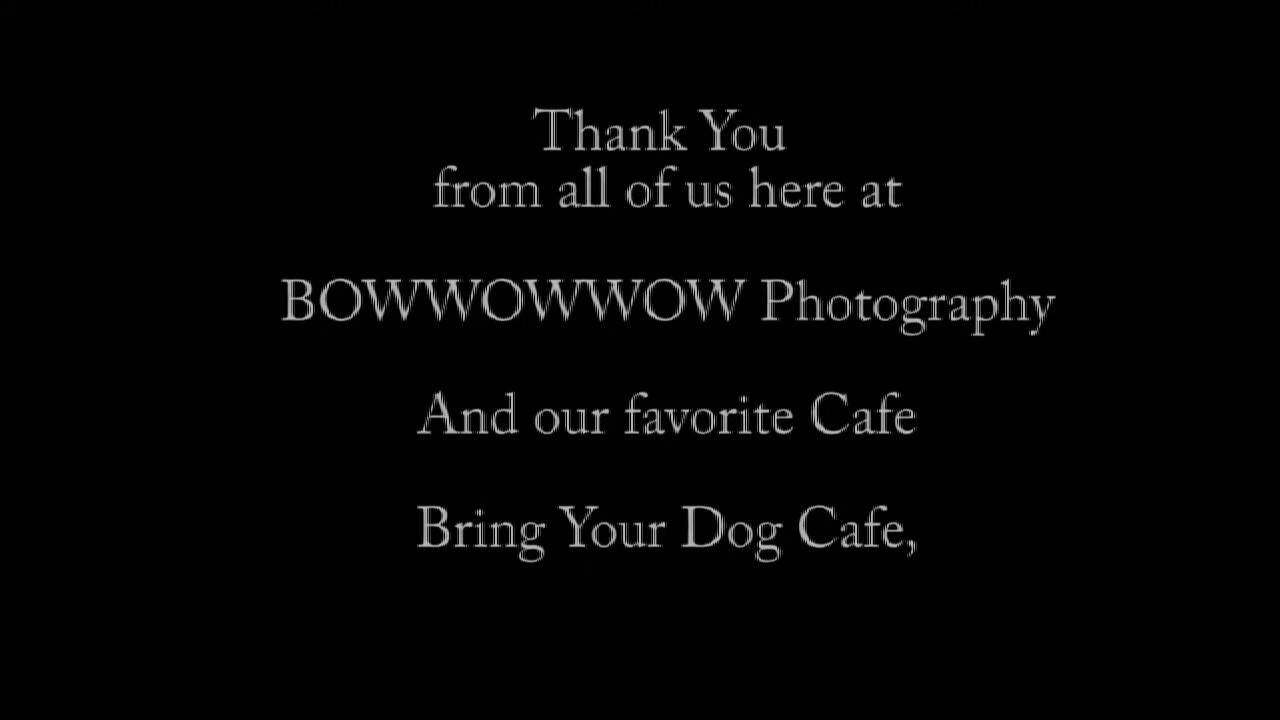 Thank You
from all of us here at
BOWWOWWOW Photography
And our favorite Cafe
Bring Your Dog Cafe,